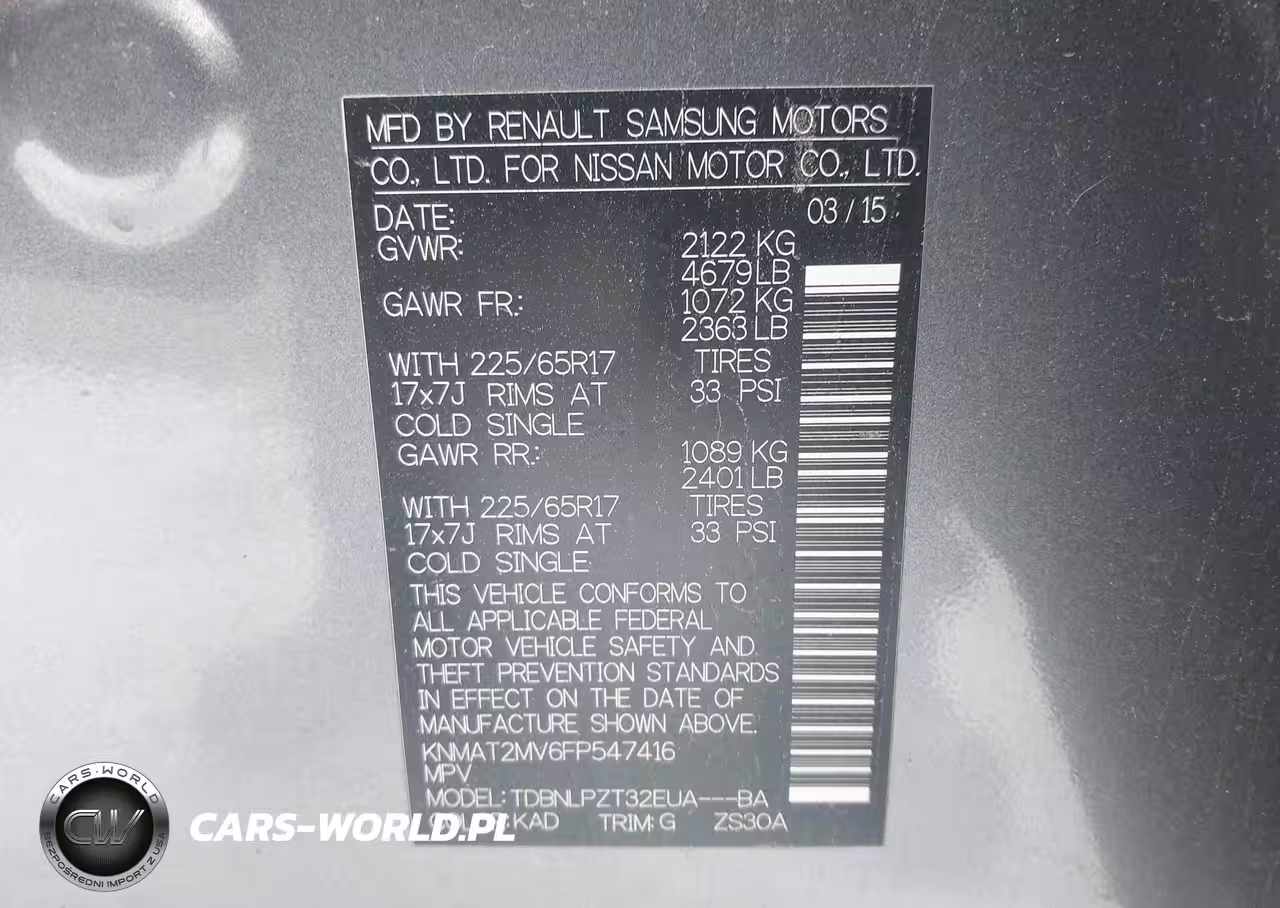 MFD BY RENAULT SAMSUNG MOTORS
CO., LTD. FOR NISSAN MOTOR CO., LTD.
DATE: 03 / 15
GVWR: 2122 KG
4679 LB
GAWR FR.: 1072 KG
2363 LB
WITH 225/65R17 TIRES
17x7J RIMS AT 33 PSI
COLD SINGLE
GAWR RR.: 1089 KG
2401 LB
WITH 225/65R17 TIRES
17x7J RIMS AT 33 PSI
COLD SINGLE
THIS VEHICLE CONFORMS TO
ALL APPLICABLE FEDERAL
MOTOR VEHICLE SAFETY AND
THEFT PREVENTION STANDARDS
IN EFFECT ON THE DATE OF
MANUFACTURE SHOWN ABOVE.
KNMAT2MV6FP547416
MPV
MODEL: TDBNLPZT32EUA---BA
KAD TRIM: G ZS30A
CARS-WORLD
CW
BEZPOŚREDNI IMPORT Z USA
CARS-WORLD.PL